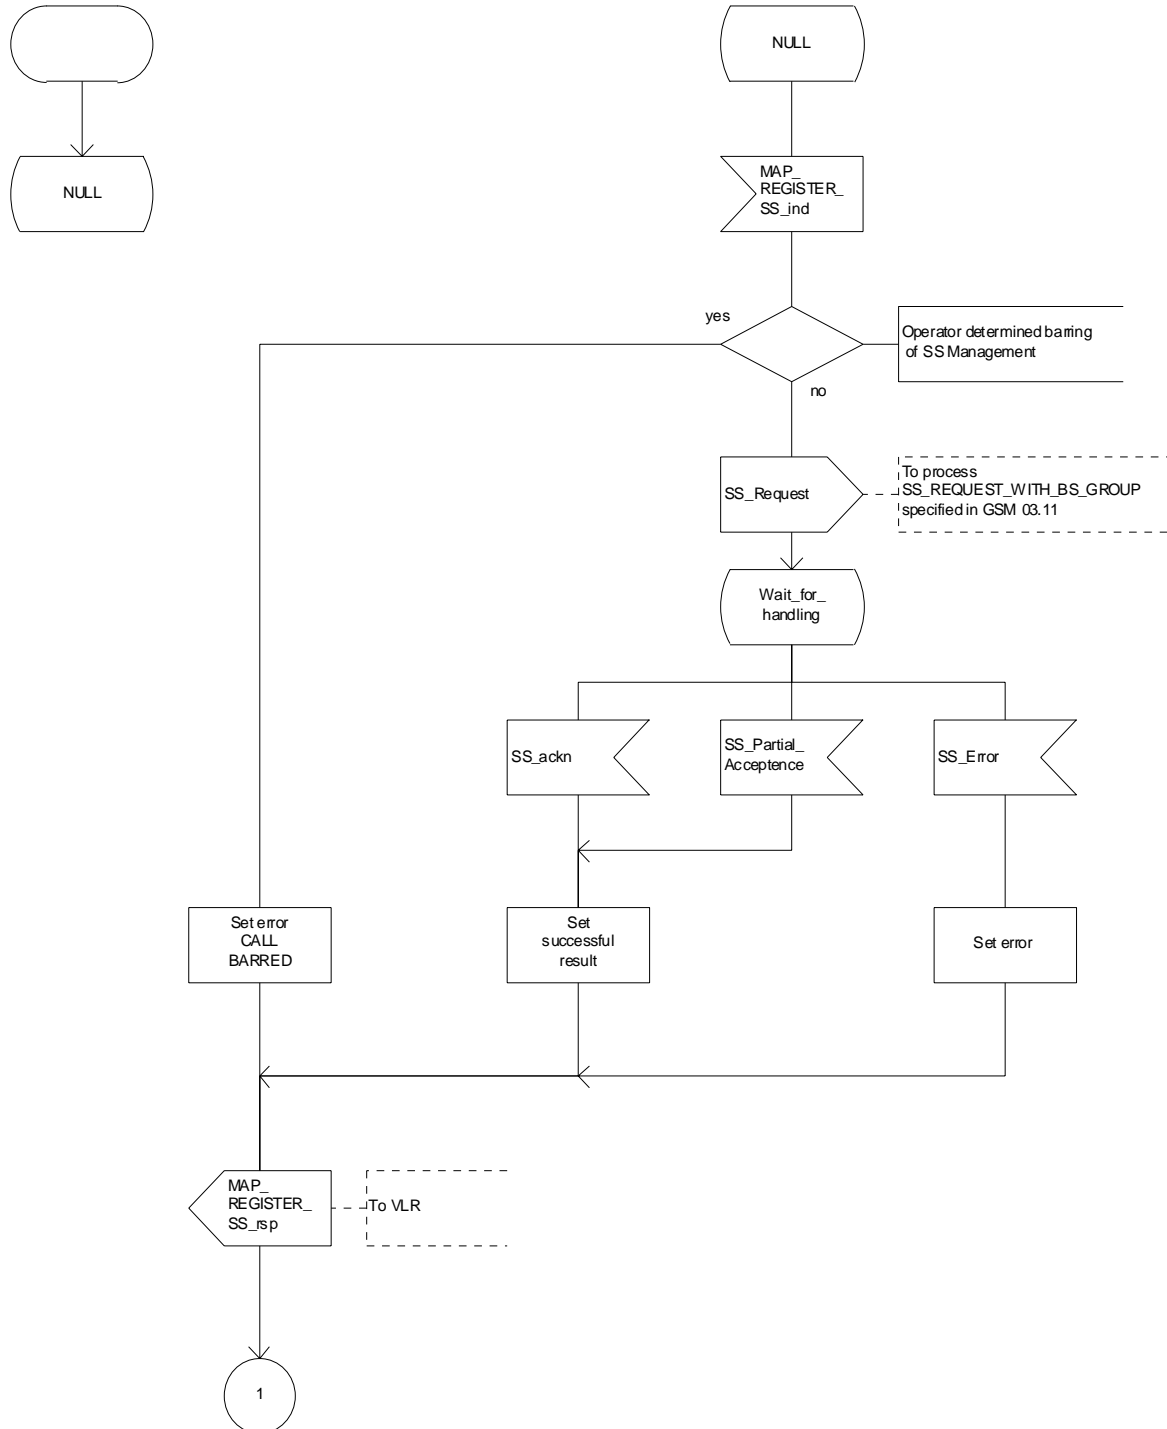 NULL
NULL
MAP_
REGISTER_
SS_ind
yes
Operator determined barring
of SS Management
no
SS_Request
To process
SS_REQUEST_WITH_BS_GROUP
specified in GSM 03.11
Wait_for_
handling
SS_ackn
SS_Partial_
Acceptence
SS_Error
Set error
CALL
BARRED
Set
successful
result
Set error
MAP_
REGISTER_
SS_rsp
To VLR
1